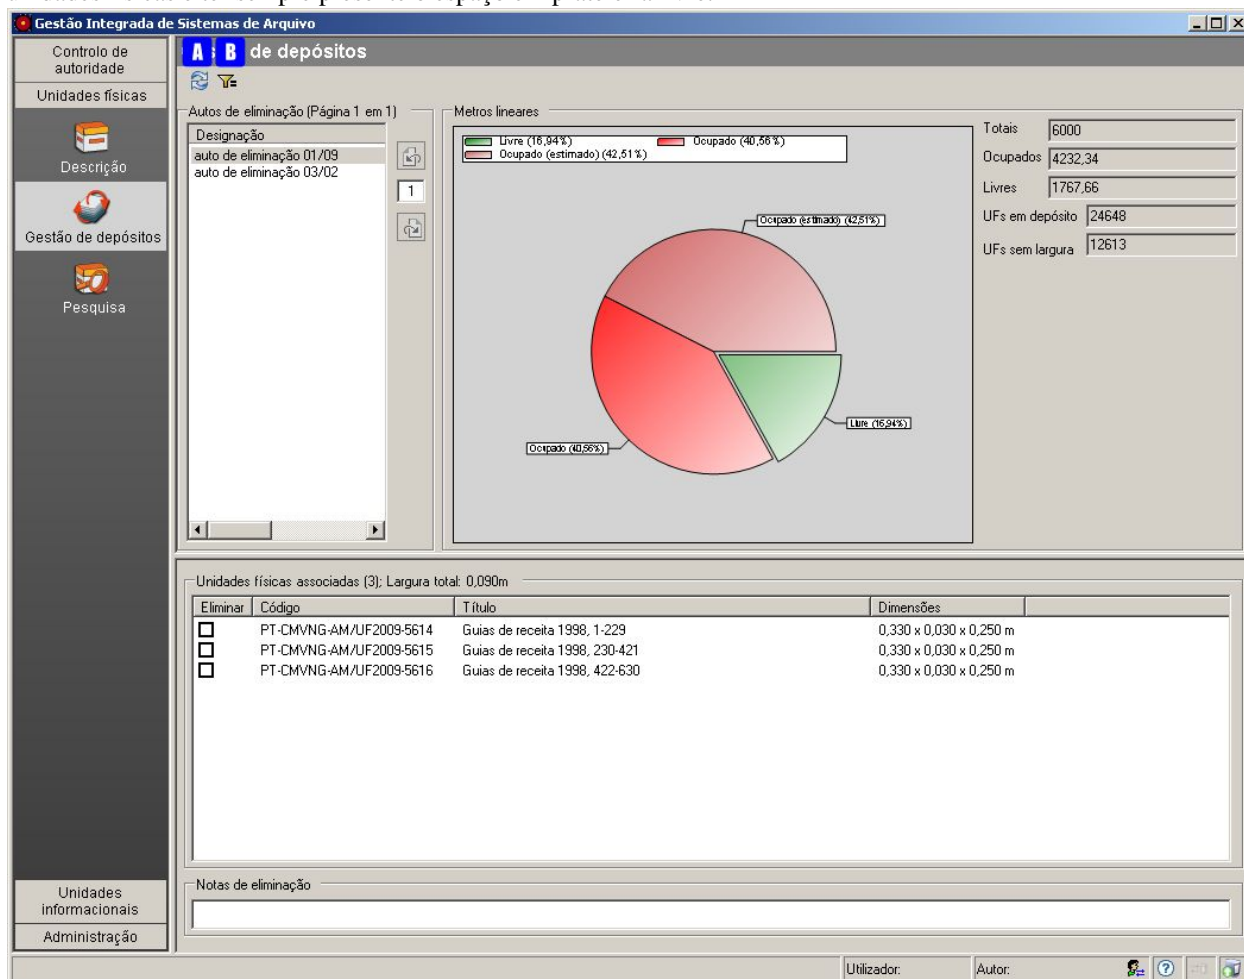 Gestão Integrada de Sistemas de Arquivo
Controlo de
autoridade
Unidades físicas
Descrição
Gestão de depósitos
Pesquisa
Unidades
informacionais
Administração
A B de depósitos
Autos de eliminação (Página 1 em 1)
Designação
auto de eliminação 01/09
auto de eliminação 03/02
1
Metros lineares
Livre (16,94%) Ocupado (40,56%)
Ocupado (estimado) (42,51%)
Ocupado (estimado) (42,51%)
Livre (16,94%)
Ocupado (40,56%)
Totais 6000
Ocupados 4232,34
Livres 1767,66
UFs em depósito 24648
UFs sem largura 12613
Unidades físicas associadas (3); Largura total: 0,090m
Eliminar Código Título Dimensões
PT-CMVNG-AM/UF2009-5614 Guias de receita 1998, 1-229 0,330 x 0,030 x 0,250 m
PT-CMVNG-AM/UF2009-5615 Guias de receita 1998, 230-421 0,330 x 0,030 x 0,250 m
PT-CMVNG-AM/UF2009-5616 Guias de receita 1998, 422-630 0,330 x 0,030 x 0,250 m
Notas de eliminação
Utilizador: Autor: